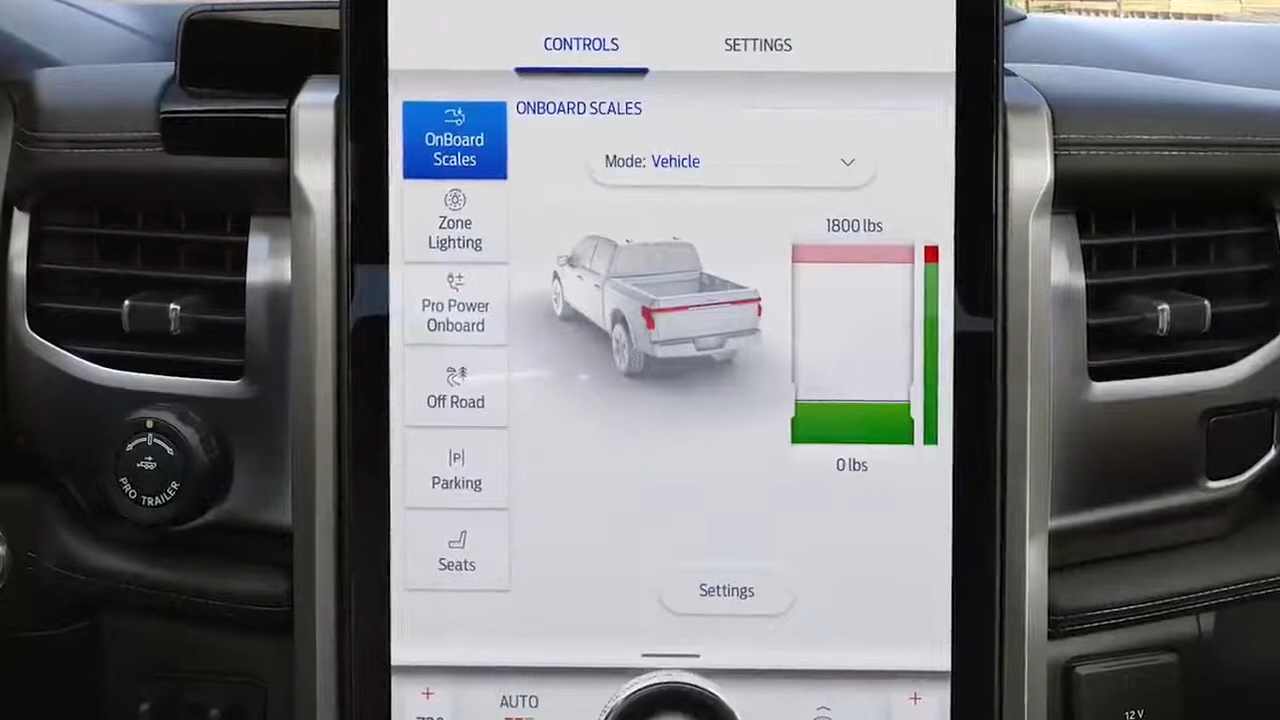 CONTROLS
SETTINGS
OnBoard
Scales
ONBOARD SCALES
Mode: Vehicle
Zone
Lighting
1800 lbs
Pro Power
Onboard
Off Road
|P|
Parking
0 lbs
PRO TRAILER
Seats
Settings
AUTO
12 V